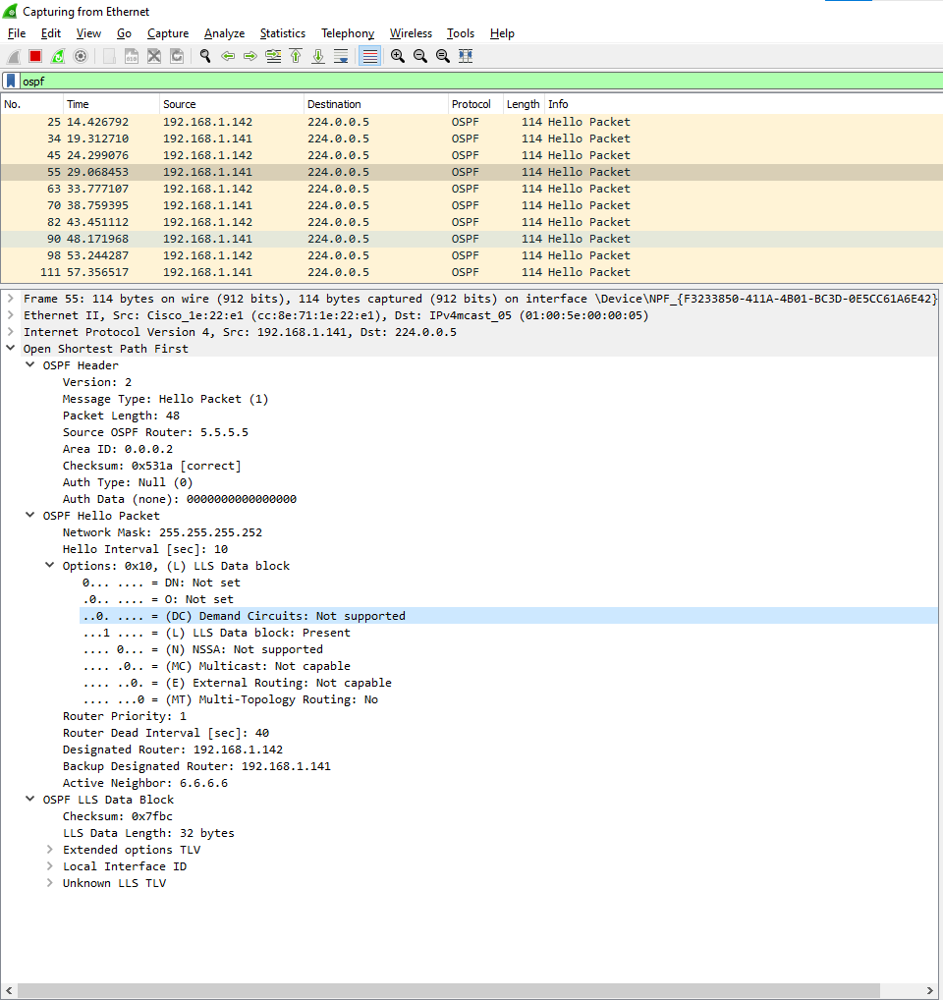 Capturing from Ethernet
File Edit View Go Capture Analyze Statistics Telephony Wireless Tools Help
ospf
No. Time Source Destination Protocol Length Info
25 14.426792 192.168.1.142 224.0.0.5 OSPF 114 Hello Packet
34 19.312710 192.168.1.141 224.0.0.5 OSPF 114 Hello Packet
45 24.299076 192.168.1.142 224.0.0.5 OSPF 114 Hello Packet
55 29.068453 192.168.1.141 224.0.0.5 OSPF 114 Hello Packet
63 33.777107 192.168.1.142 224.0.0.5 OSPF 114 Hello Packet
70 38.759395 192.168.1.141 224.0.0.5 OSPF 114 Hello Packet
82 43.451112 192.168.1.142 224.0.0.5 OSPF 114 Hello Packet
90 48.171968 192.168.1.141 224.0.0.5 OSPF 114 Hello Packet
98 53.244287 192.168.1.142 224.0.0.5 OSPF 114 Hello Packet
111 57.356517 192.168.1.141 224.0.0.5 OSPF 114 Hello Packet
Frame 55: 114 bytes on wire (912 bits), 114 bytes captured (912 bits) on interface \Device\NPF_{F3233850-411A-4B01-BC3D-0E5CC61A6E42}
Ethernet II, Src: Cisco_1e:22:e1 (cc:8e:71:1e:22:e1), Dst: IPv4mcast_05 (01:00:5e:00:00:05)
Internet Protocol Version 4, Src: 192.168.1.141, Dst: 224.0.0.5
Open Shortest Path First
OSPF Header
Version: 2
Message Type: Hello Packet (1)
Packet Length: 48
Source OSPF Router: 5.5.5.5
Area ID: 0.0.0.2
Checksum: 0x531a [correct]
Auth Type: Null (0)
Auth Data (none): 0000000000000000
OSPF Hello Packet
Network Mask: 255.255.255.252
Hello Interval [sec]: 10
Options: 0x10, (L) LLS Data block
0... .... = DN: Not set
.0.. .... = O: Not set
..0. .... = (DC) Demand Circuits: Not supported
...1 .... = (L) LLS Data block: Present
.... 0... = (N) NSSA: Not supported
.... .0.. = (MC) Multicast: Not capable
.... ..0. = (E) External Routing: Not capable
.... ...0 = (MT) Multi-Topology Routing: No
Router Priority: 1
Router Dead Interval [sec]: 40
Designated Router: 192.168.1.142
Backup Designated Router: 192.168.1.141
Active Neighbor: 6.6.6.6
OSPF LLS Data Block
Checksum: 0x7fbc
LLS Data Length: 32 bytes
Extended options TLV
Local Interface ID
Unknown LLS TLV